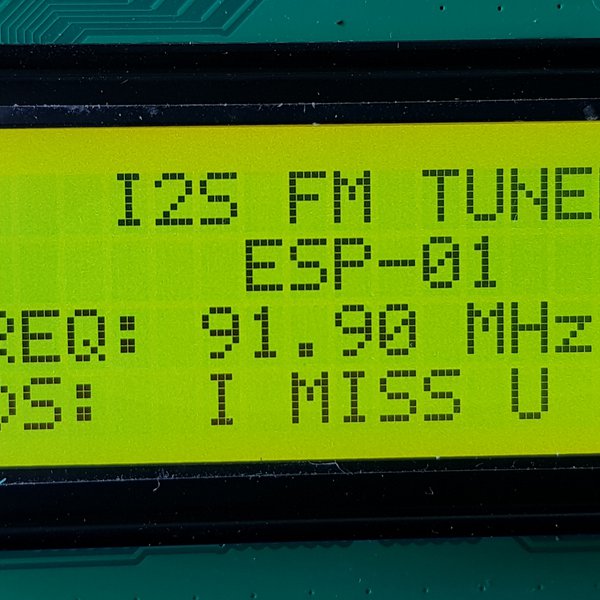 I2S FM TUNE
ESP-01
REQ: 91.90 MHz
DS: I MISS U